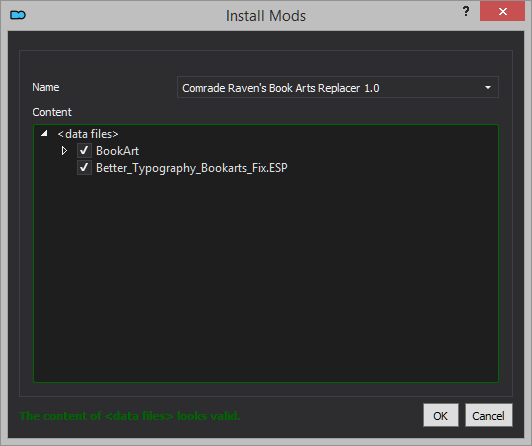 Install Mods
?
Name
Comrade Raven's Book Arts Replacer 1.0
Content
<data files>
BookArt
Better_Typography_Bookarts_Fix.ESP
The content of <data files> looks valid.
OK
Cancel